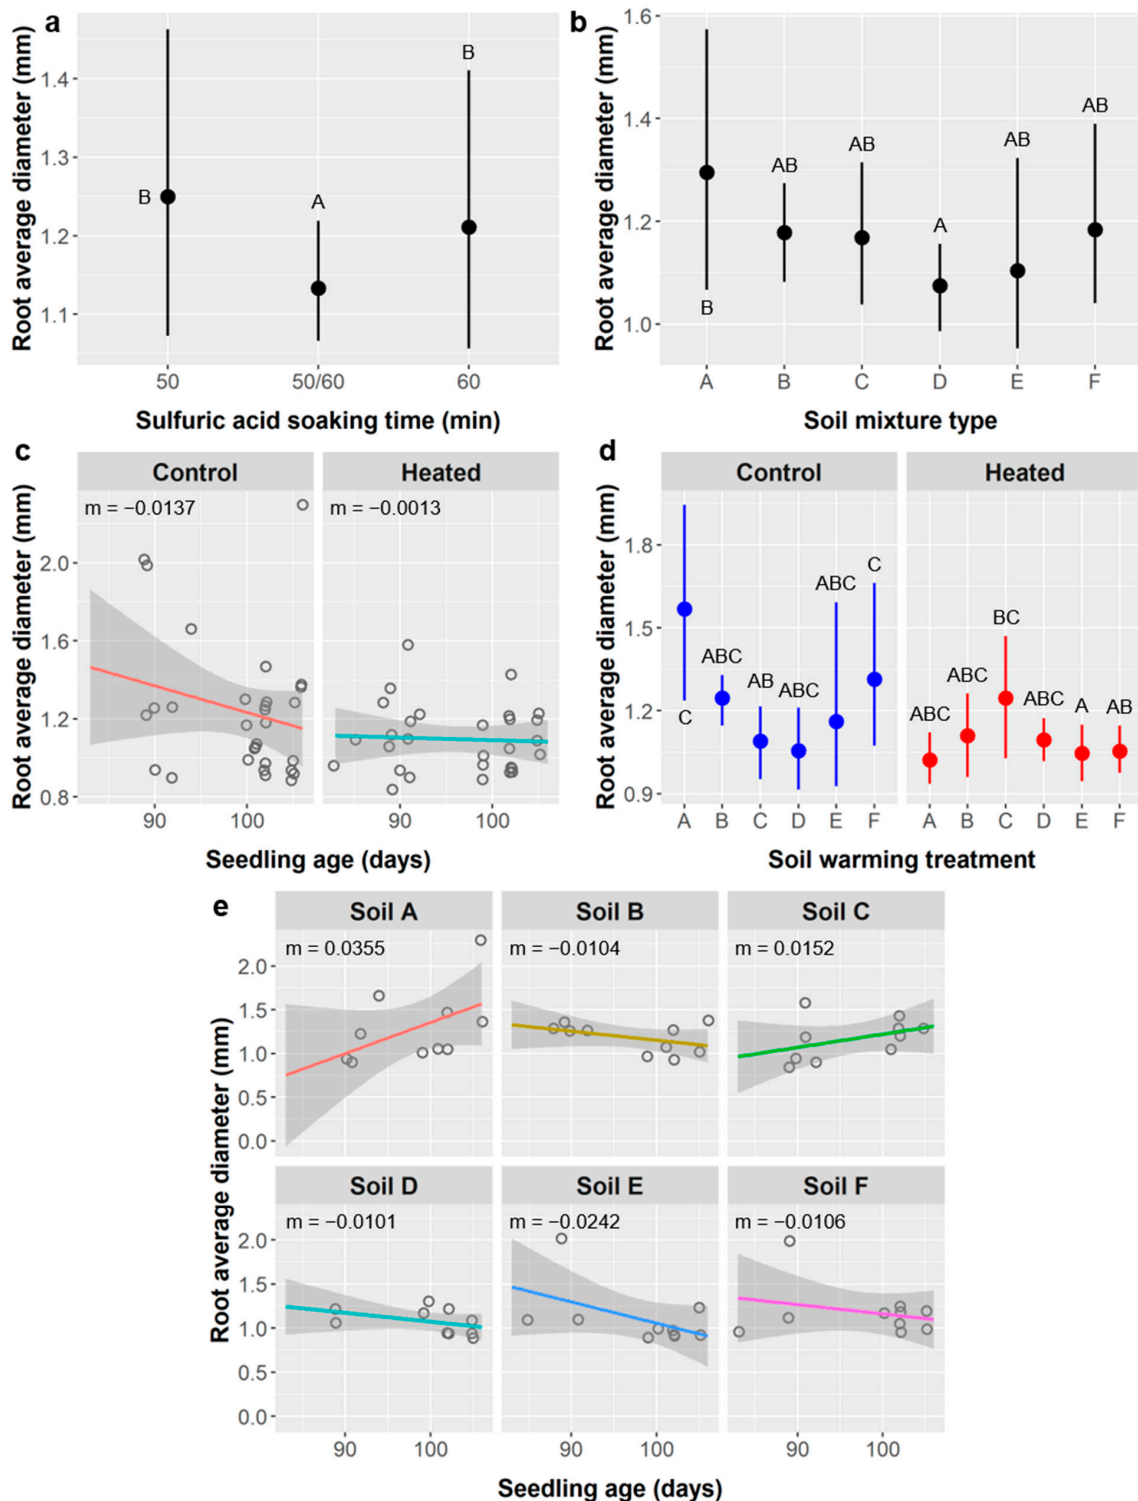 a
Root average diameter (mm)
1.4
1.3
1.2
1.1
B
A
B
50
50/60
60
Sulfuric acid soaking time (min)
b
Root average diameter (mm)
1.6
1.4
1.2
1.0
B
AB
AB
A
AB
AB
A B C D E F
Soil mixture type
c
Control
Heated
m = −0.0137
m = −0.0013
Root average diameter (mm)
2.0
1.6
1.2
0.8
90 100 90 100
Seedling age (days)
d
Control
Heated
Root average diameter (mm)
1.8
1.5
1.2
0.9
C
ABC
AB
ABC
ABC
C
ABC
ABC
BC
ABC
A
AB
A B C D E F A B C D E F
Soil warming treatment
e
Soil A
Soil B
Soil C
m = 0.0355
m = −0.0104
m = 0.0152
2.0
1.5
1.0
0.5
0.0
Root average diameter (mm)
Soil D
Soil E
Soil F
m = −0.0101
m = −0.0242
m = −0.0106
2.0
1.5
1.0
0.5
0.0
90 100 90 100 90 100
Seedling age (days)